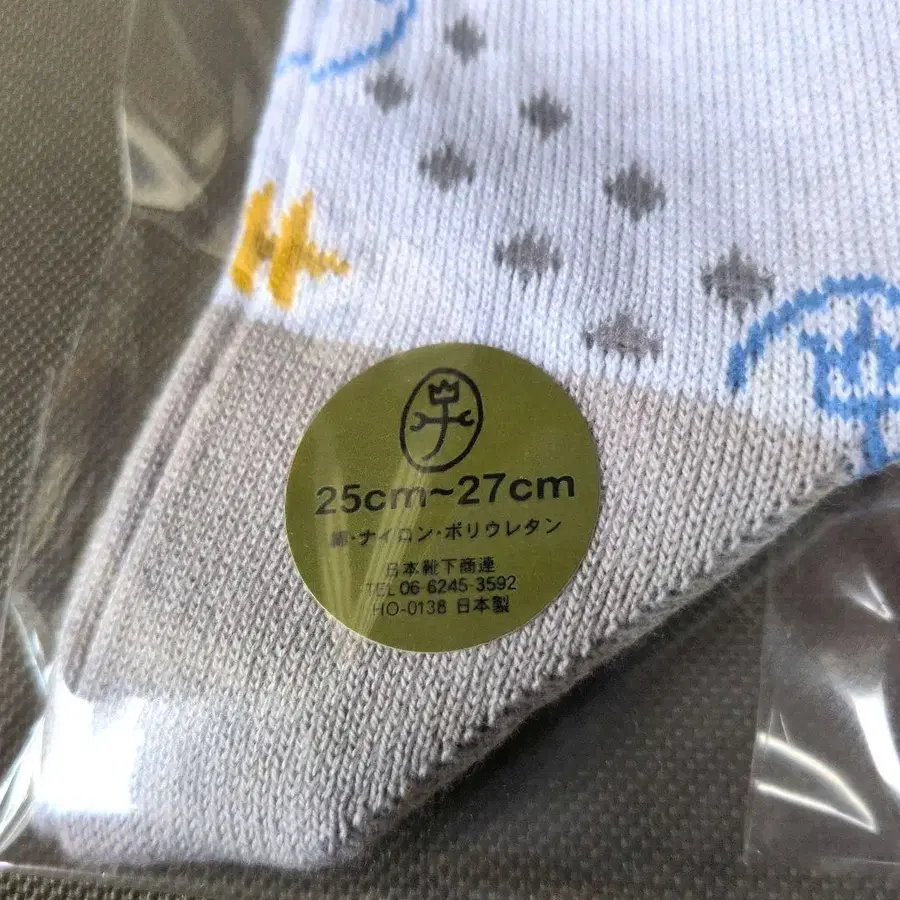 25cm~27cm
綿・ナイロン・ポリウレタン
日本靴下商連
TEL 06-6245-3592
HO-0138 日本製